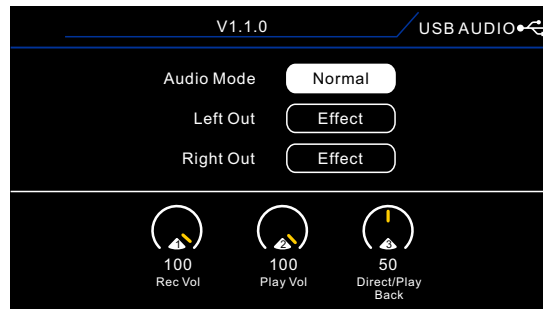 V1.1.0
USB AUDIO
Audio Mode Normal
Left Out Effect
Right Out Effect
1 2 3
100 100 50
Rec Vol Play Vol Direct/Play
Back